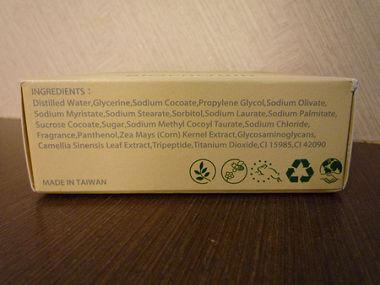 INGREDIENTS :
Distilled Water,Glycerine,Sodium Cocoate,Propylene Glycol,Sodium Olivate,
Sodium Myristate,Sodium Stearate,Sorbitol,Sodium Laurate,Sodium Palmitate,
Sucrose Cocoate,Sugar,Sodium Methyl Cocoyl Taurate,Sodium Chloride,
Fragrance,Panthenol,Zea Mays (Corn) Kernel Extract,Glycosaminoglycans,
Camellia Sinensis Leaf Extract,Tripeptide,Titanium Dioxide,CI 15985,CI 42090
MADE IN TAIWAN